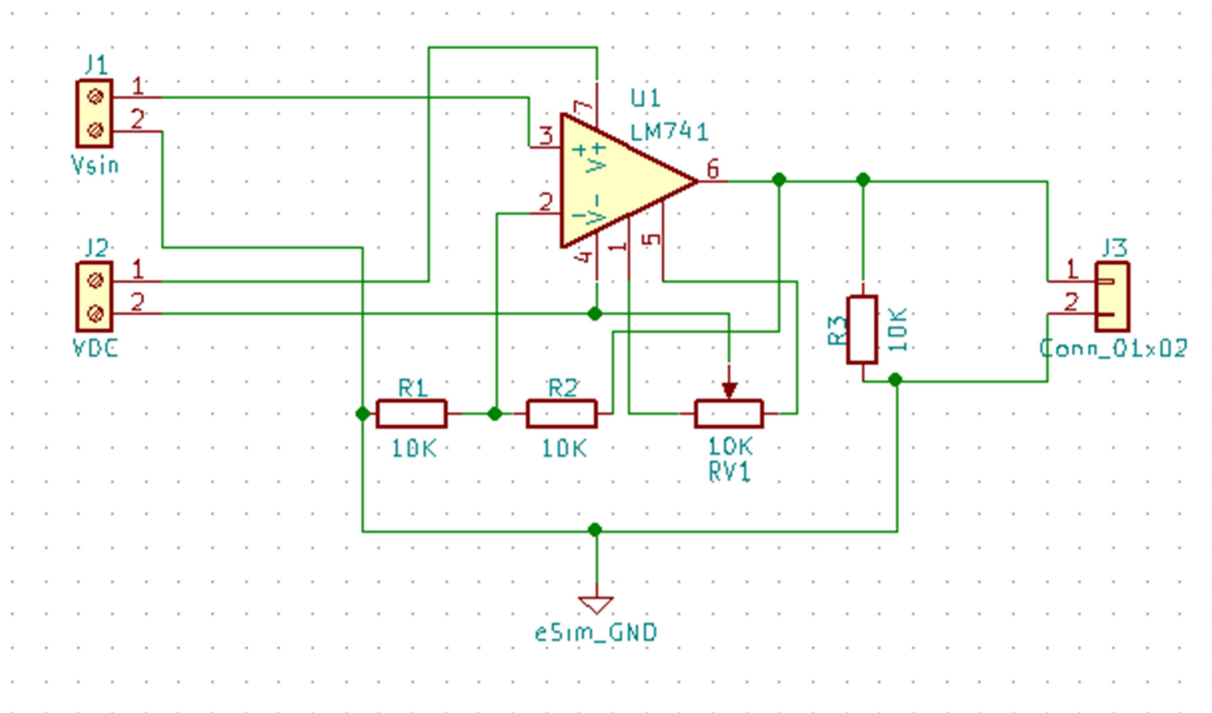 J1
1
2
Vsin
J2
1
2
VDC
U1
LM741
7
3
2
6
4
1
5
+
V+
-
V-
R1
10K
R2
10K
10K
RV1
R3
10K
J3
1
2
Conn_01x02
eSim_GND